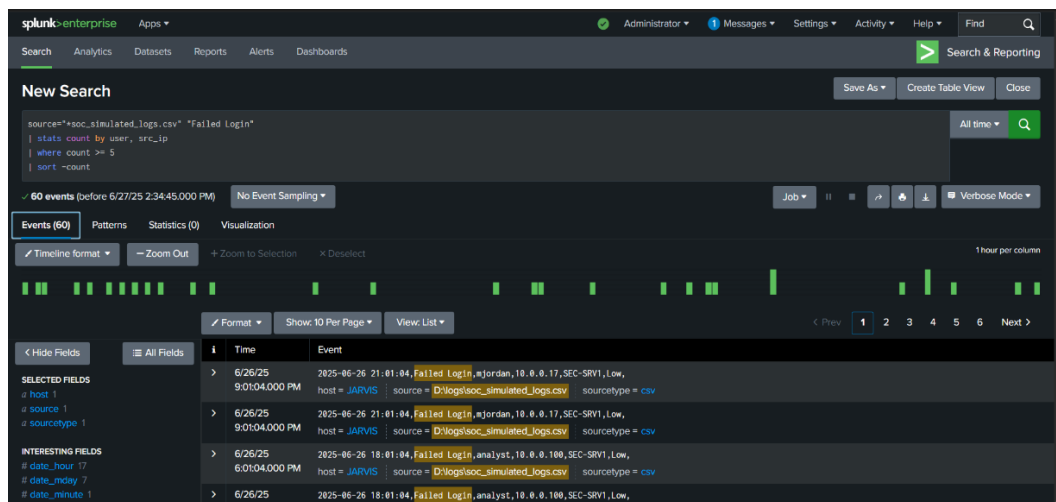 splunk>enterprise Apps Administrator 1 Messages Settings Activity Help Find
Search Analytics Datasets Reports Alerts Dashboards Search & Reporting
New Search Save As Create Table View Close
source="*soc_simulated_logs.csv" "Failed Login" All time
| stats count by user, src_ip
| where count >= 5
| sort -count
60 events (before 6/27/25 2:34:45.000 PM) No Event Sampling Job Verbose Mode
Events (60) Patterns Statistics (0) Visualization
Timeline format – Zoom Out + Zoom to Selection × Deselect 1 hour per column
Format Show: 10 Per Page View: List < Prev 1 2 3 4 5 6 Next >
< Hide Fields All Fields i Time Event
SELECTED FIELDS
a host 1
a source 1
a sourcetype 1
INTERESTING FIELDS
# date_hour 17
# date_mday 7
# date_minute 1
> 6/26/25 2025-06-26 21:01:04,Failed Login,mjordan,10.0.0.17,SEC-SRV1,Low,
9:01:04.000 PM host = JARVIS source = D:\logs\soc_simulated_logs.csv sourcetype = csv
> 6/26/25 2025-06-26 21:01:04,Failed Login,mjordan,10.0.0.17,SEC-SRV1,Low,
9:01:04.000 PM host = JARVIS source = D:\logs\soc_simulated_logs.csv sourcetype = csv
> 6/26/25 2025-06-26 18:01:04,Failed Login,analyst,10.0.0.100,SEC-SRV1,Low,
6:01:04.000 PM host = JARVIS source = D:\logs\soc_simulated_logs.csv sourcetype = csv
> 6/26/25 2025-06-26 18:01:04,Failed Login,analyst,10.0.0.100,SEC-SRV1,Low,